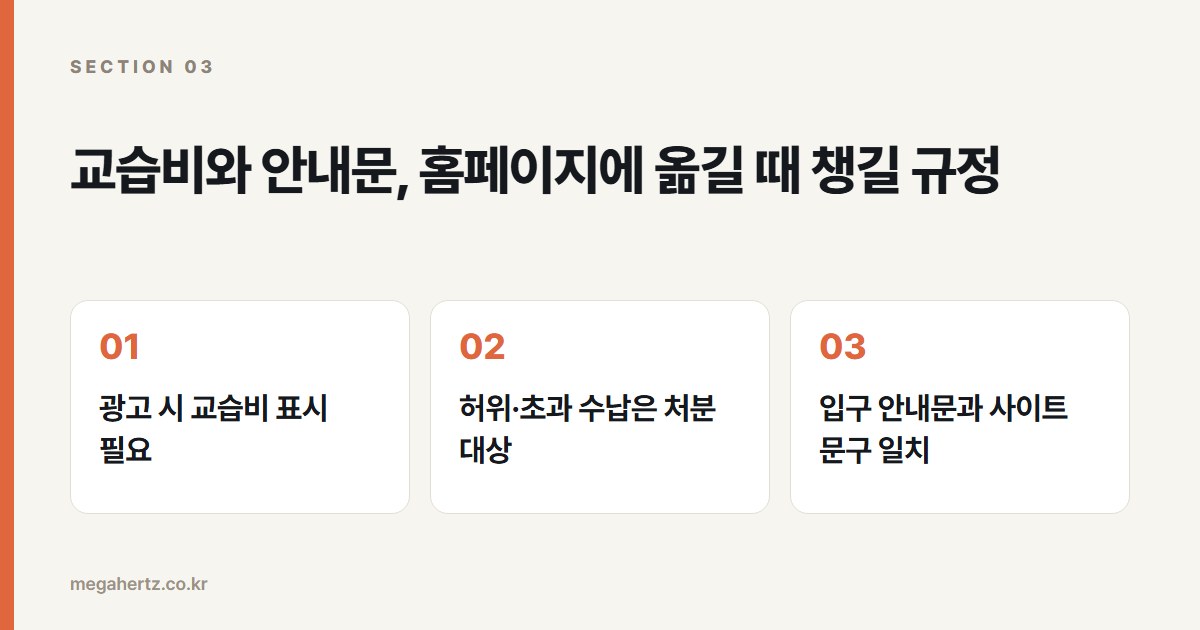 SECTION 03
교습비와 안내문, 홈페이지에 옮길 때 챙길 규정
01
광고 시 교습비 표시
필요
02
허위·초과 수납은 처분
대상
03
입구 안내문과 사이트
문구 일치
megahertz.co.kr